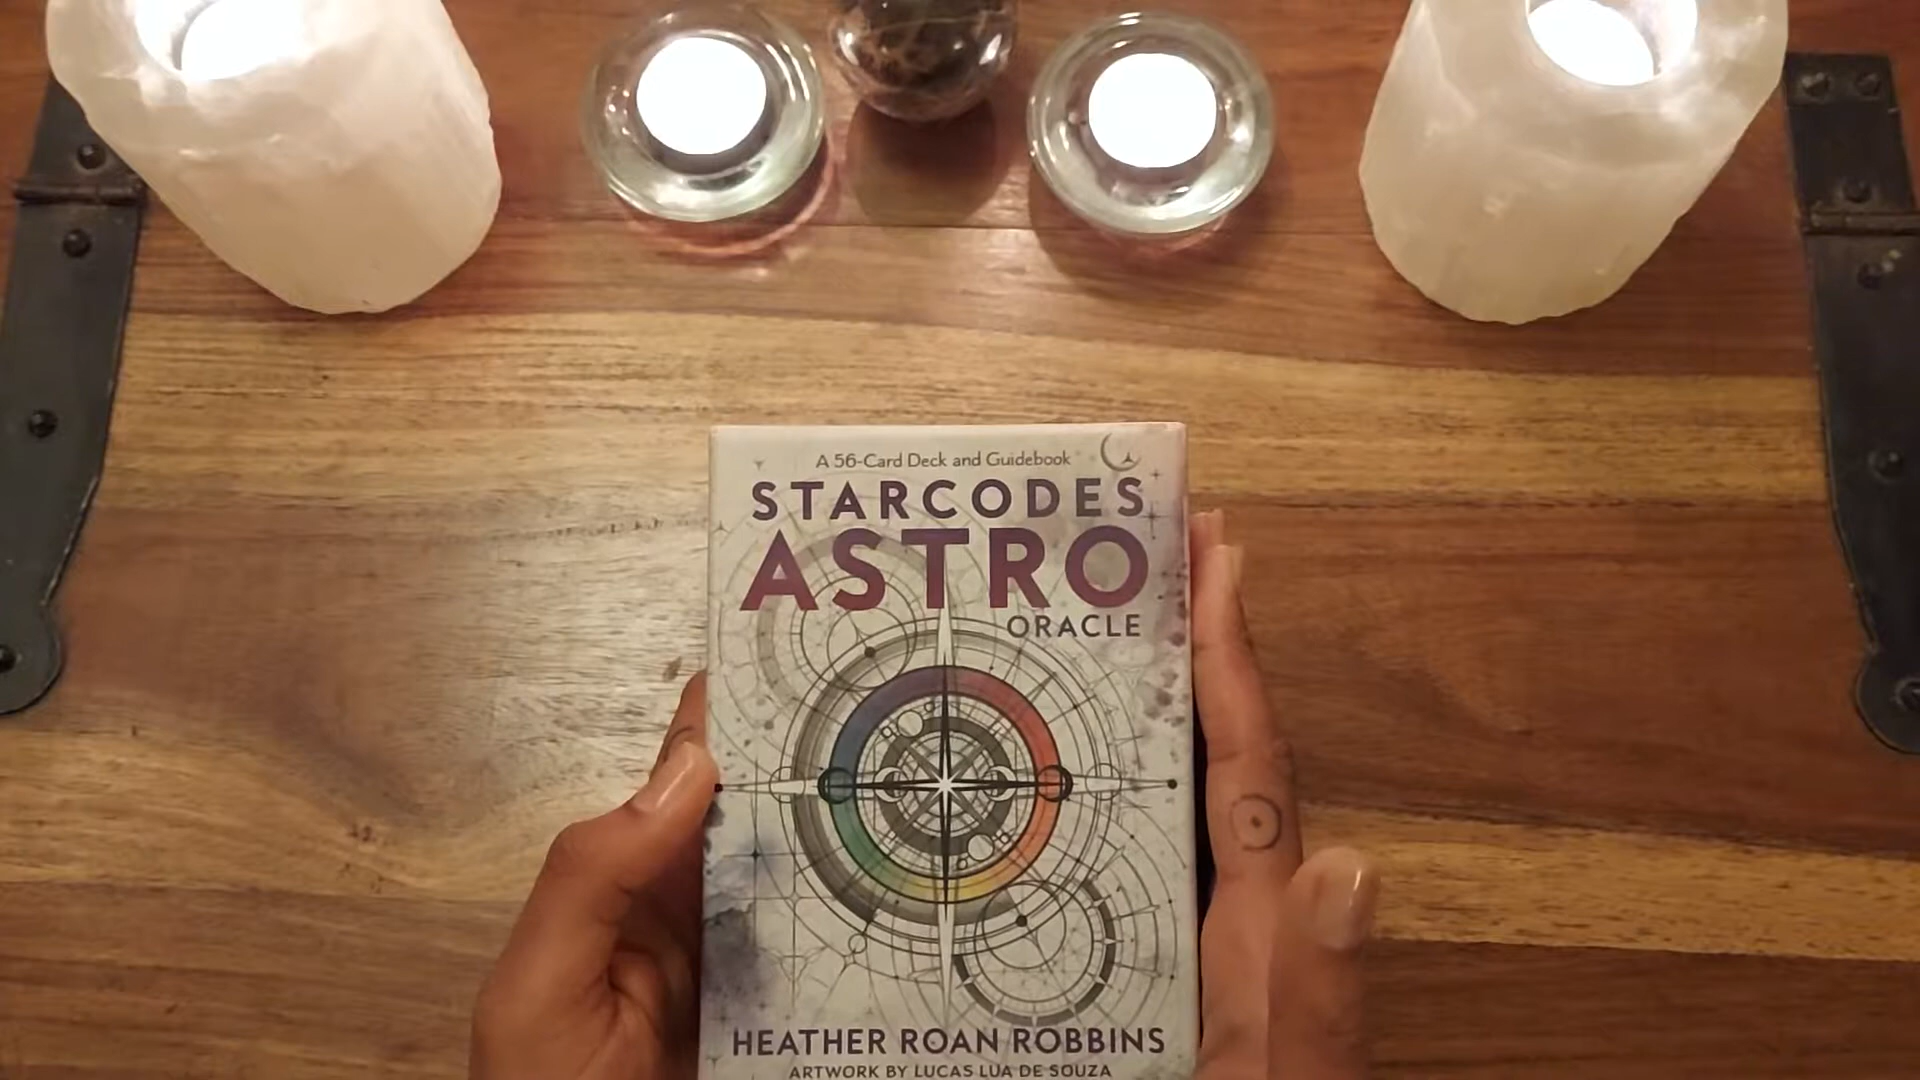 A 56-Card Deck and Guidebook
STARCODES
ASTRO
ORACLE
HEATHER ROAN ROBBINS
ARTWORK BY LUCAS LUA DE SOUZA